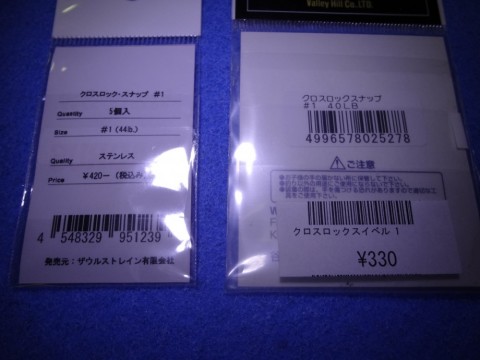 クロスロック・スナップ #1
Quantity 5個入
Size #1 (44lb.)
Quality ステンレス
Price ¥420− (税込み
4 548329 951239
発売元：ザウルストレイン有限会社
Valley Hill Co.,LTD.
クロスロックスナップ
#1 40LB
4996578025278
ご注意
クロスロックスイベル 1
¥330